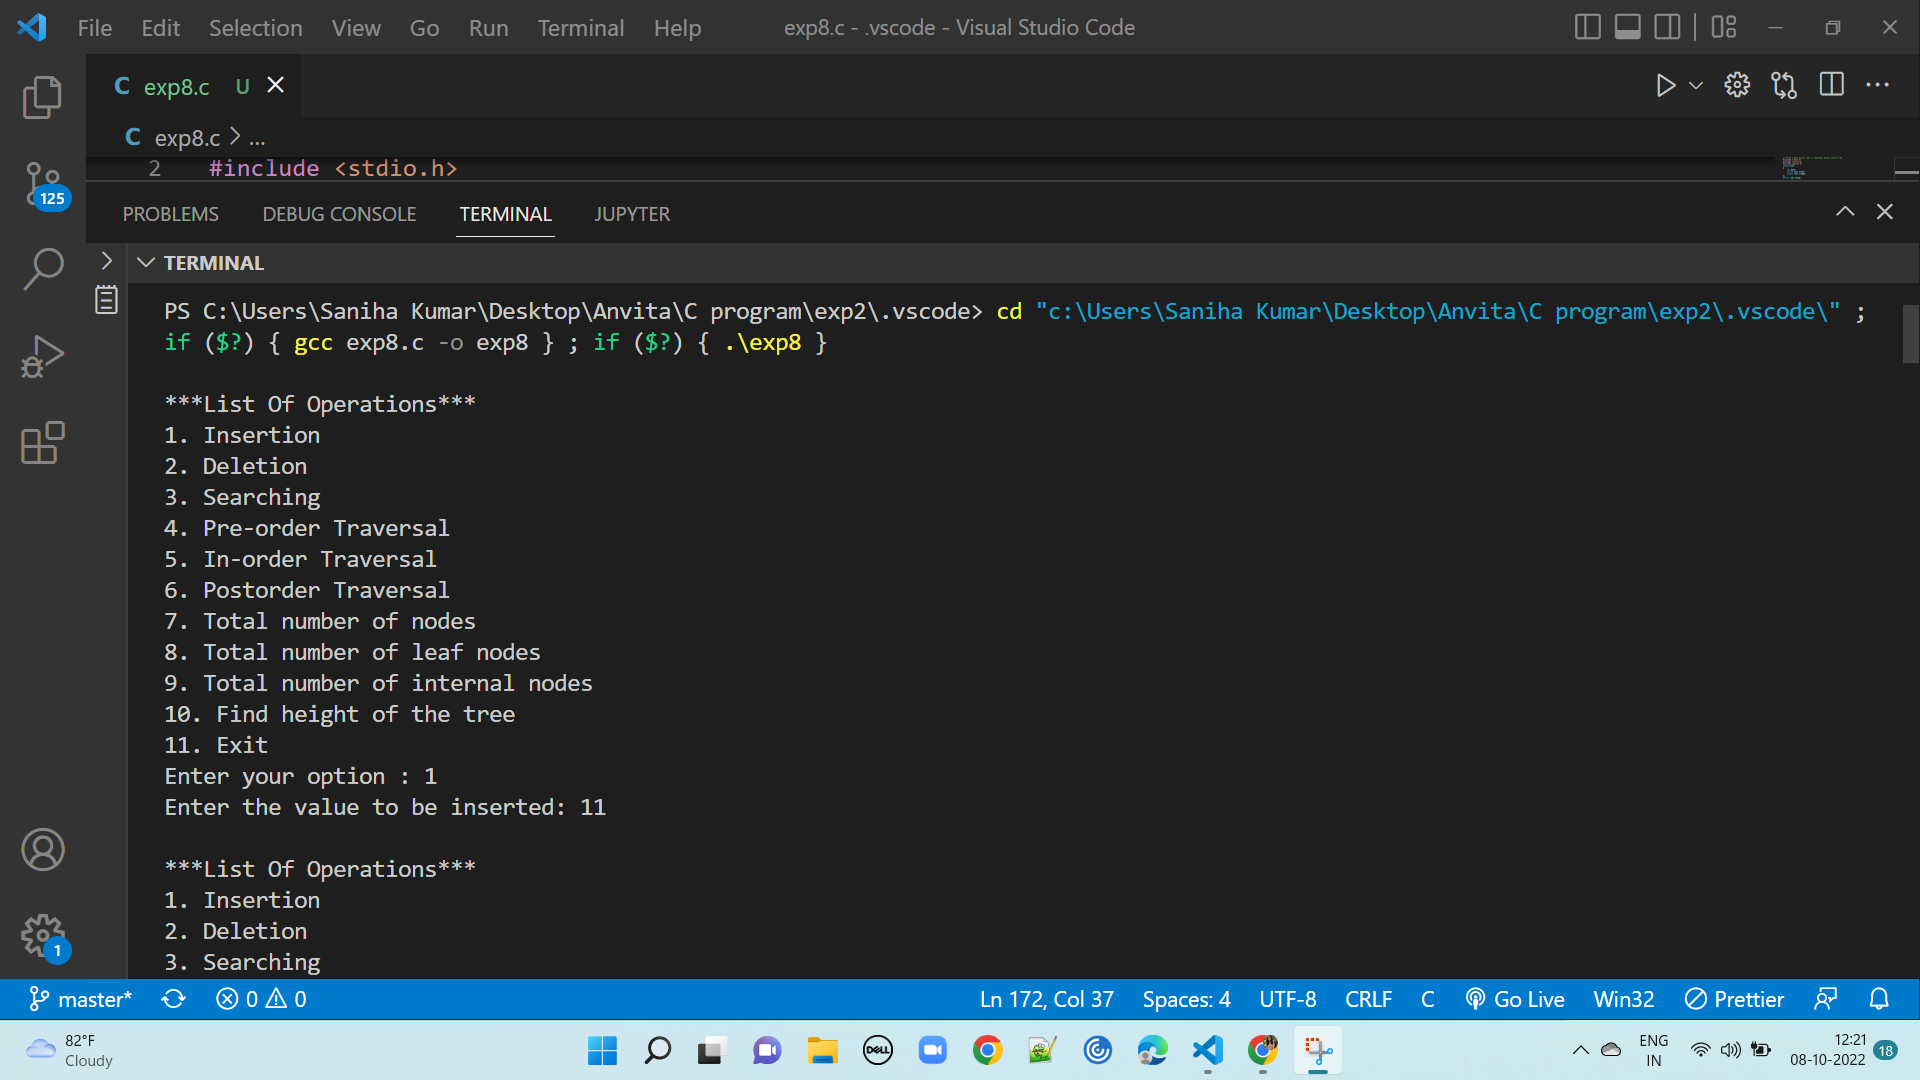 File Edit Selection View Go Run Terminal Help exp8.c - .vscode - Visual Studio Code
C exp8.c U
C exp8.c > ...
2 #include <stdio.h>
125
PROBLEMS DEBUG CONSOLE TERMINAL JUPYTER
TERMINAL
PS C:\Users\Saniha Kumar\Desktop\Anvita\C program\exp2\.vscode> cd "c:\Users\Saniha Kumar\Desktop\Anvita\C program\exp2\.vscode\" ;
if ($?) { gcc exp8.c -o exp8 } ; if ($?) { .\exp8 }
***List Of Operations***
1. Insertion
2. Deletion
3. Searching
4. Pre-order Traversal
5. In-order Traversal
6. Postorder Traversal
7. Total number of nodes
8. Total number of leaf nodes
9. Total number of internal nodes
10. Find height of the tree
11. Exit
Enter your option : 1
Enter the value to be inserted: 11
***List Of Operations***
1. Insertion
2. Deletion
3. Searching
1
master* 0 0 Ln 172, Col 37 Spaces: 4 UTF-8 CRLF C Go Live Win32 Prettier
82°F
Cloudy
DELL
ENG
IN
12:21
08-10-2022
18